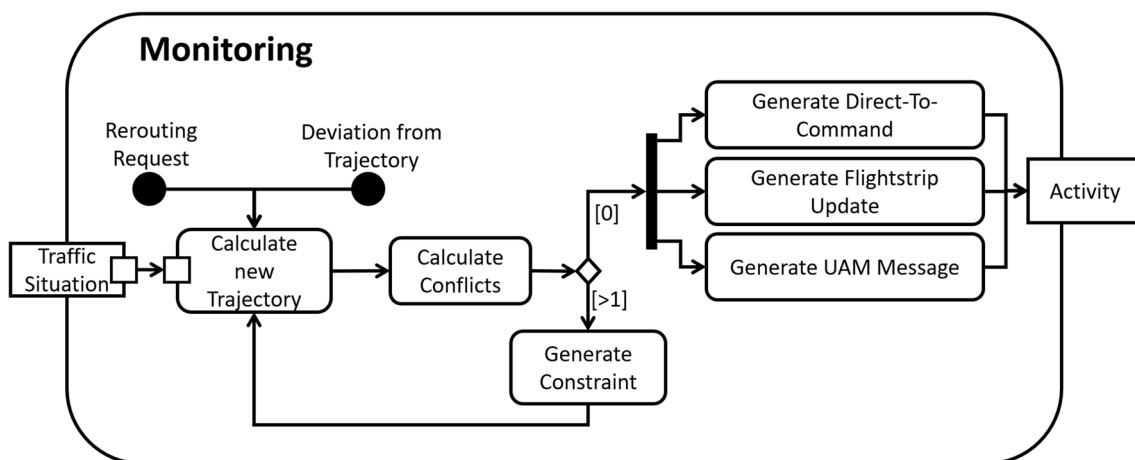 Monitoring
Rerouting
Request
Deviation from
Trajectory
Traffic
Situation
Calculate
new
Trajectory
Calculate
Conflicts
[0]
[>1]
Generate
Constraint
Generate Direct-To-
Command
Generate Flightstrip
Update
Generate UAM Message
Activity